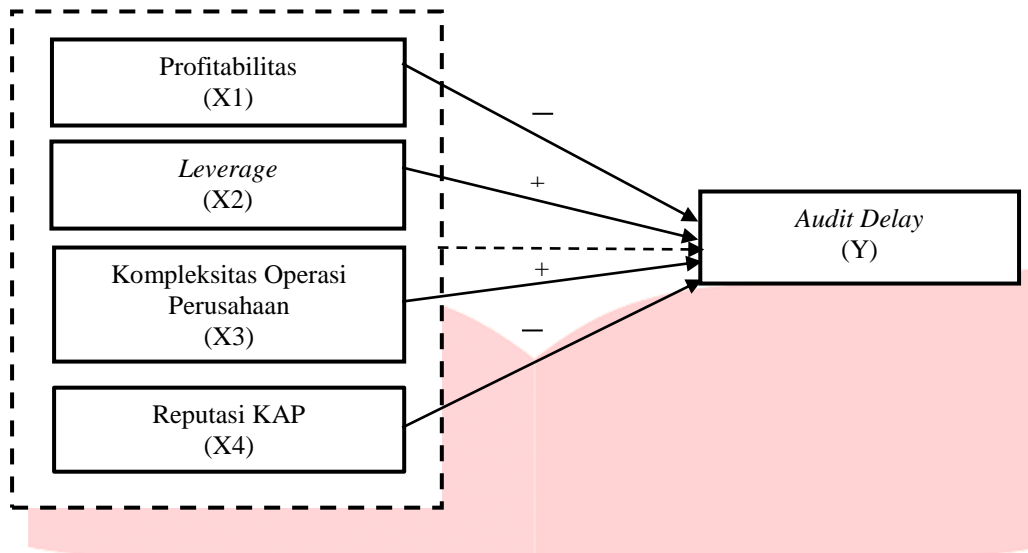 Profitabilitas
(X1)
—
Leverage
(X2)
+
Audit Delay
(Y)
Kompleksitas Operasi
Perusahaan
(X3)
+
—
Reputasi KAP
(X4)